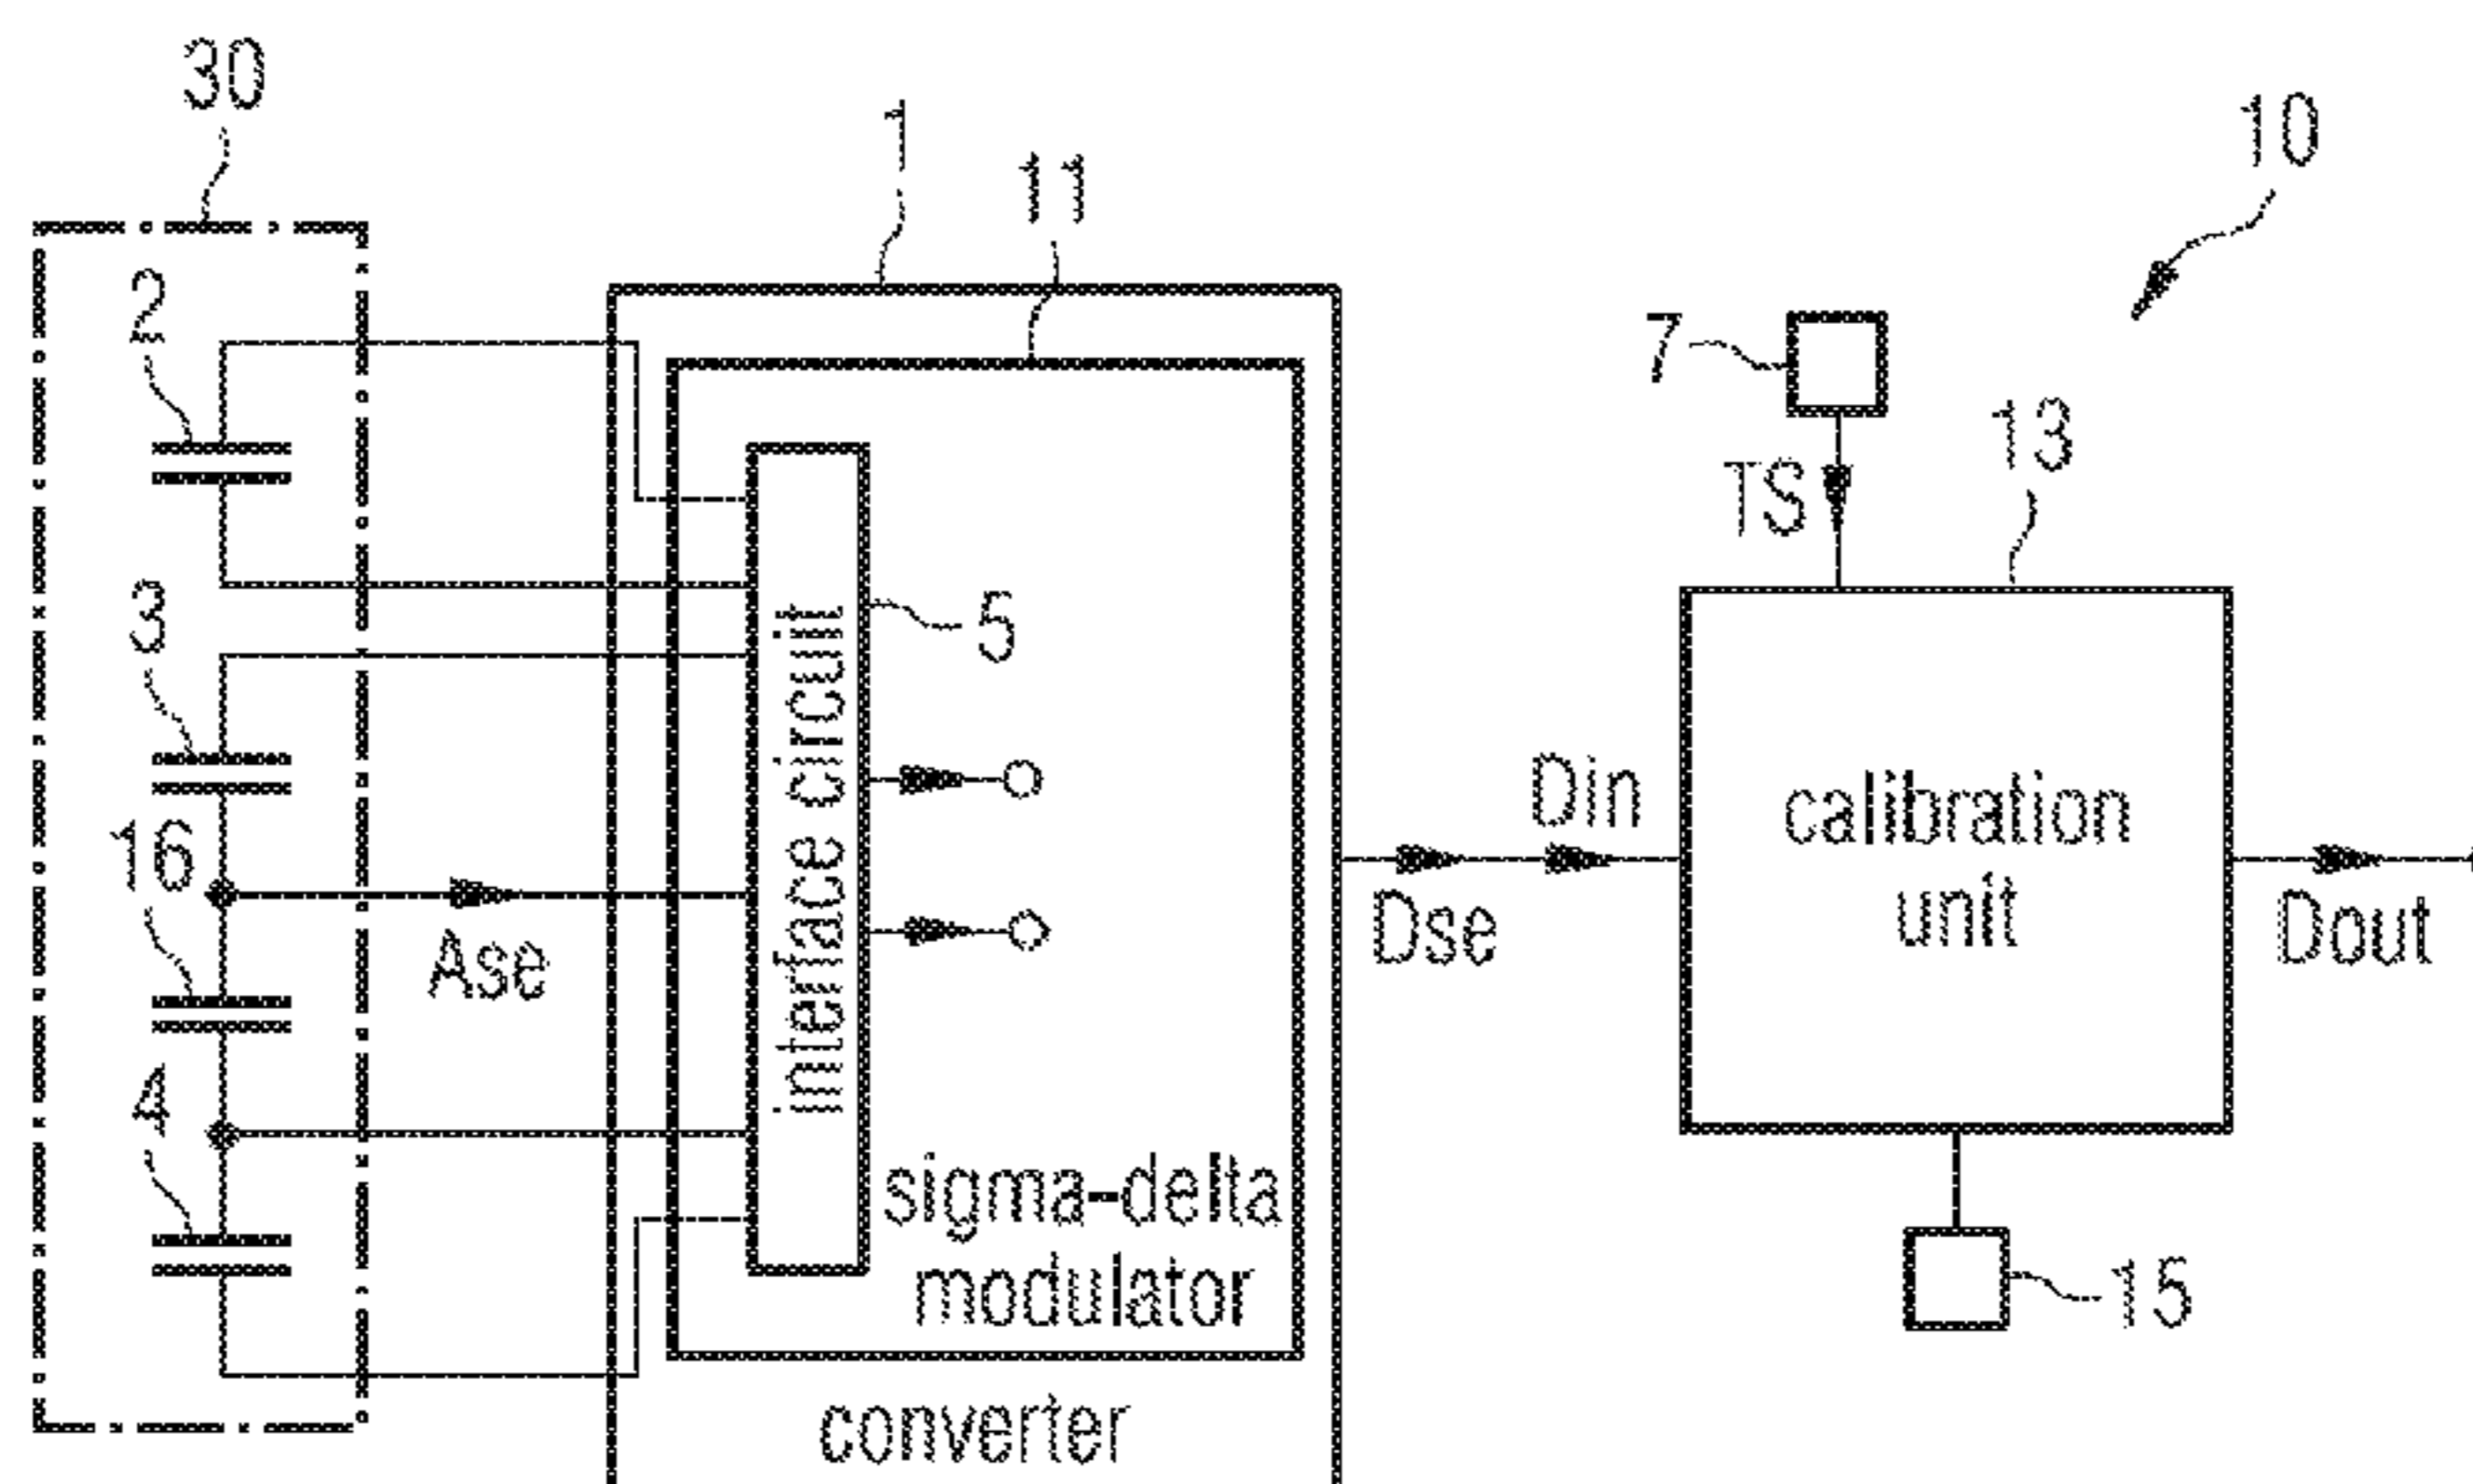 30
1
11
10
2
7
13
TS
3
5
interface circuit
16
Ase
Din
Dse
calibration
unit
Dout
4
sigma-delta
modulator
15
converter